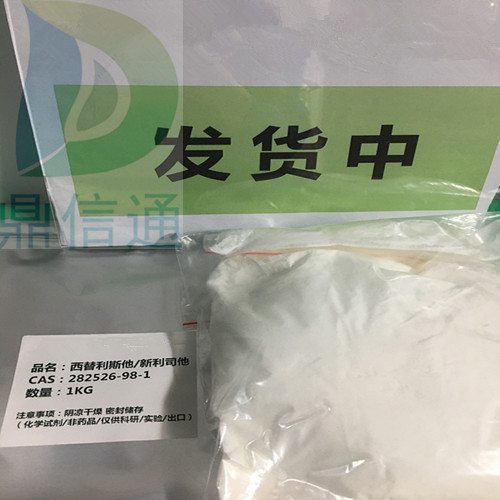 发货中
鼎信通
品名：西替利斯他/新利司他
CAS：282526-98-1
数量：1KG
注意事项：阴凉干燥 密封储存
（化学试剂/非药品/仅供科研/实验/出口）